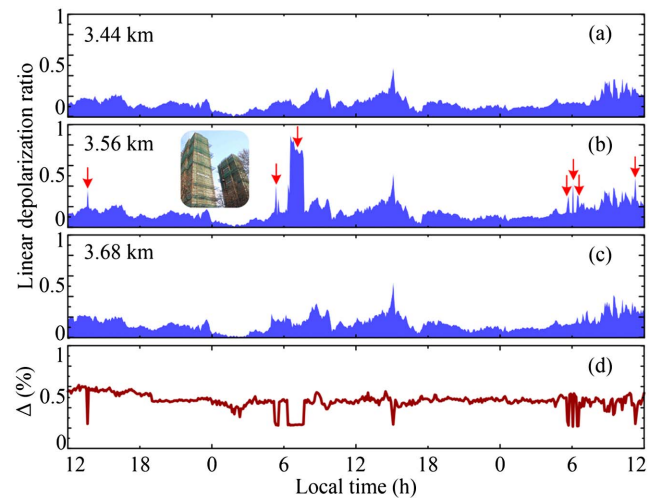 1
3.44 km
(a)
0.5
0
1
3.56 km
(b)
0.5
0
1
3.68 km
(c)
0.5
0
1
(d)
0.5
0
Linear depolarization ratio
Δ (%)
12 18 0 6 12 18 0 6 12
Local time (h)